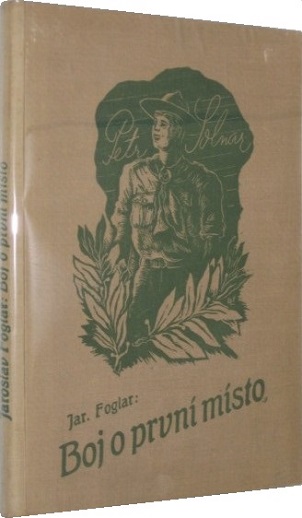 Petr Solnar
Jar. Foglar:
Boj o první místo
Jaroslav Foglar: Boj o první místo